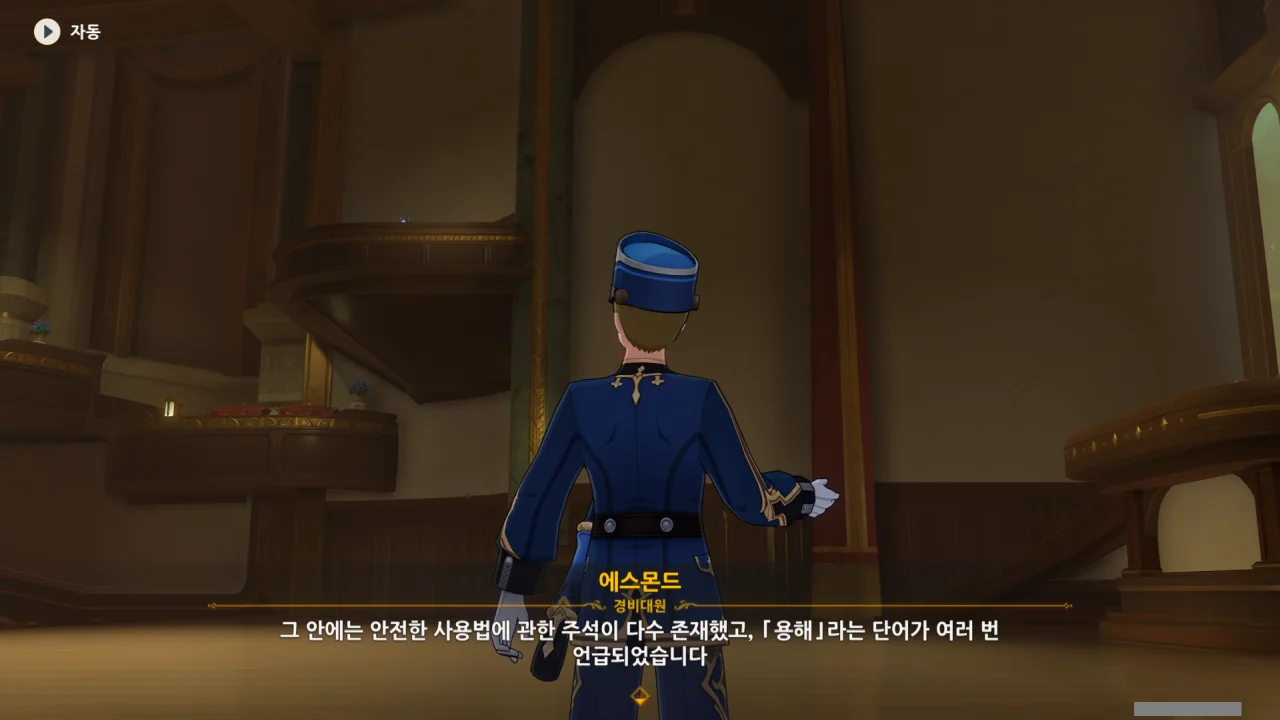 자동
에스몬드
경비대원
그 안에는 안전한 사용법에 관한 주석이 다수 존재했고, 「용해」라는 단어가 여러 번
언급되었습니다